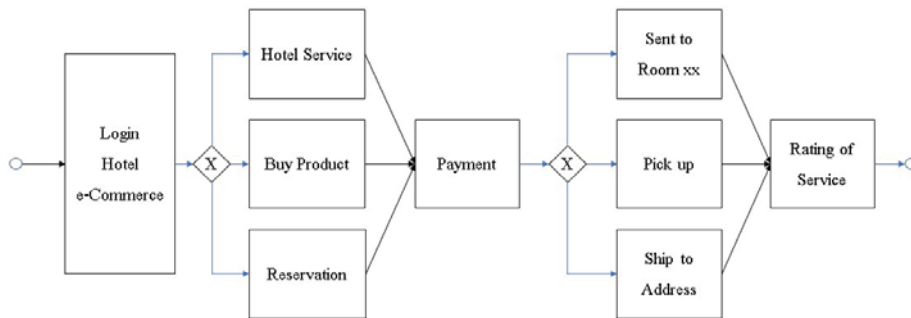 Login
Hotel
e-Commerce
X
Hotel Service
Buy Product
Reservation
Payment
X
Sent to
Room xx
Pick up
Ship to
Address
Rating of
Service